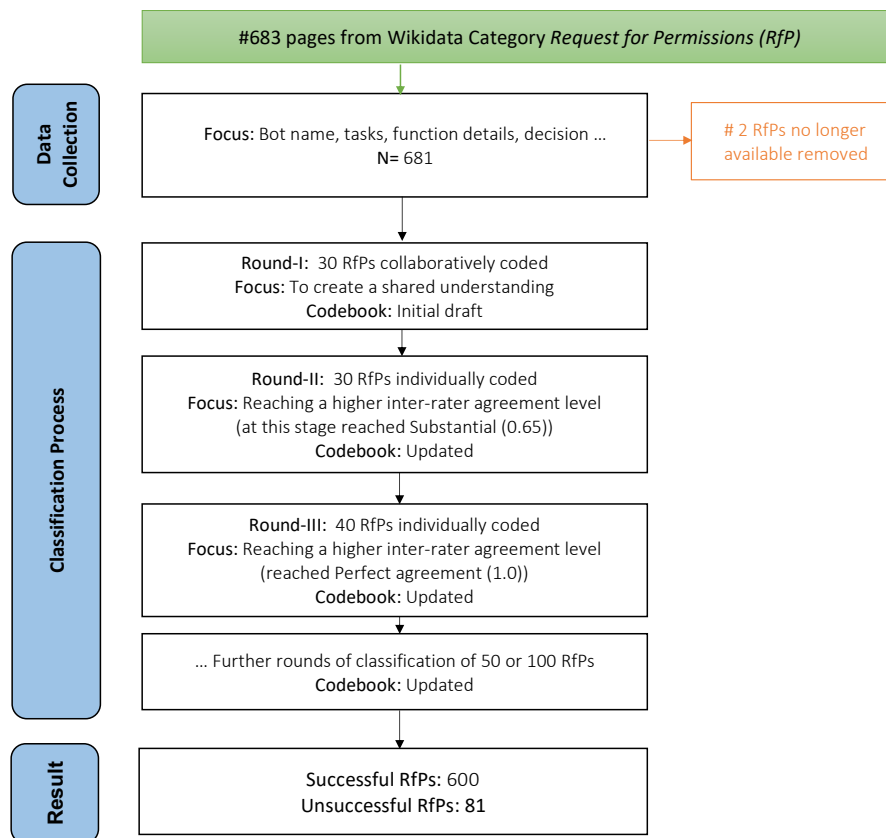 #683 pages from Wikidata Category Request for Permissions (RfP)
Data
Collection
Focus: Bot name, tasks, function details, decision ...
N= 681
# 2 RfPs no longer
available removed
Classification Process
Round-I: 30 RfPs collaboratively coded
Focus: To create a shared understanding
Codebook: Initial draft
Round-II: 30 RfPs individually coded
Focus: Reaching a higher inter-rater agreement level
(at this stage reached Substantial (0.65))
Codebook: Updated
Round-III: 40 RfPs individually coded
Focus: Reaching a higher inter-rater agreement level
(reached Perfect agreement (1.0))
Codebook: Updated
... Further rounds of classification of 50 or 100 RfPs
Codebook: Updated
Result
Successful RfPs: 600
Unsuccessful RfPs: 81